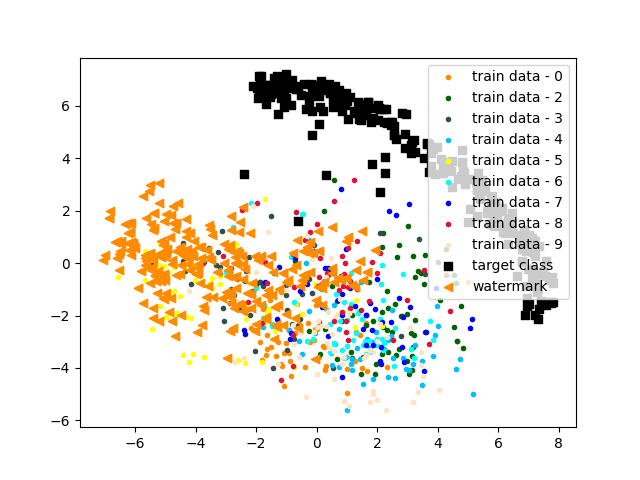 train data - 0
train data - 2
train data - 3
train data - 4
train data - 5
train data - 6
train data - 7
train data - 8
train data - 9
target class
watermark
6
4
2
0
−2
−4
−6
−6 −4 −2 0 2 4 6 8